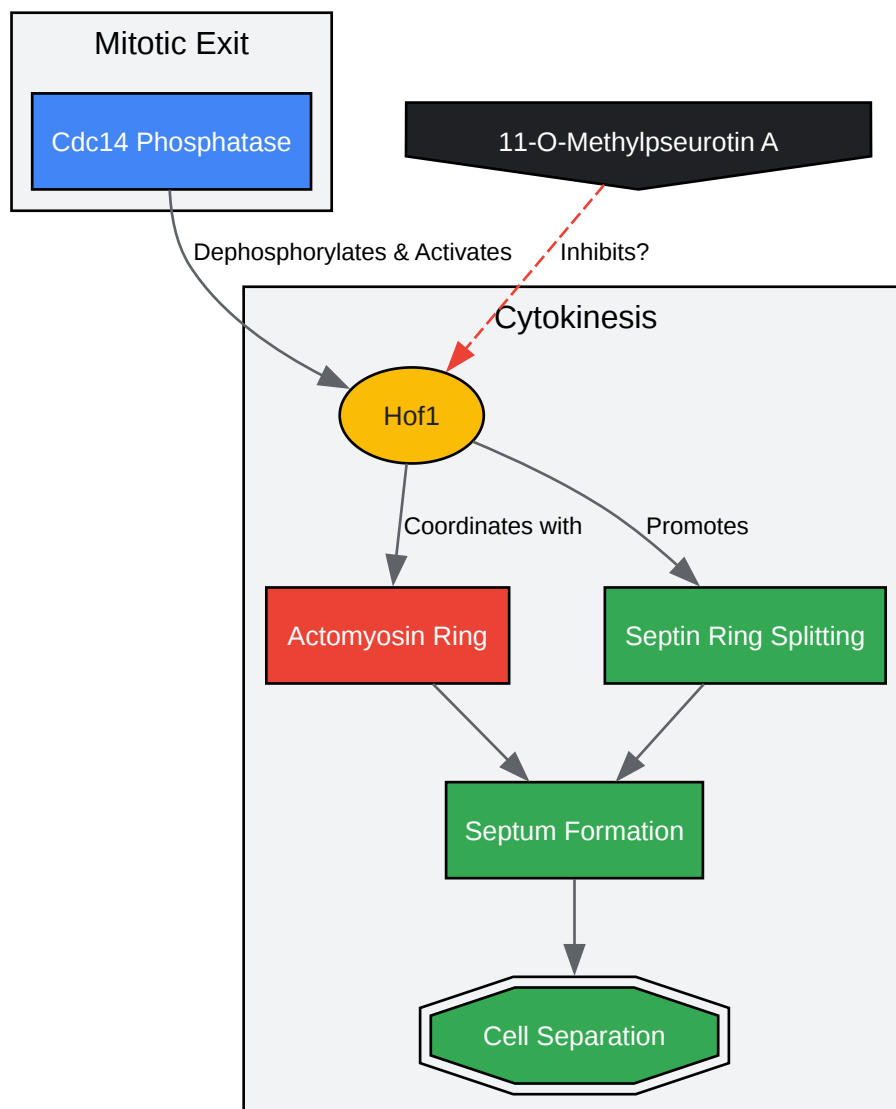 Mitotic Exit
Cdc14 Phosphatase
11-O-Methylpseurotin A
Dephosphorylates & Activates
Inhibits?
Cytokinesis
Hof1
Coordinates with
Promotes
Actomyosin Ring
Septin Ring Splitting
Septum Formation
Cell Separation